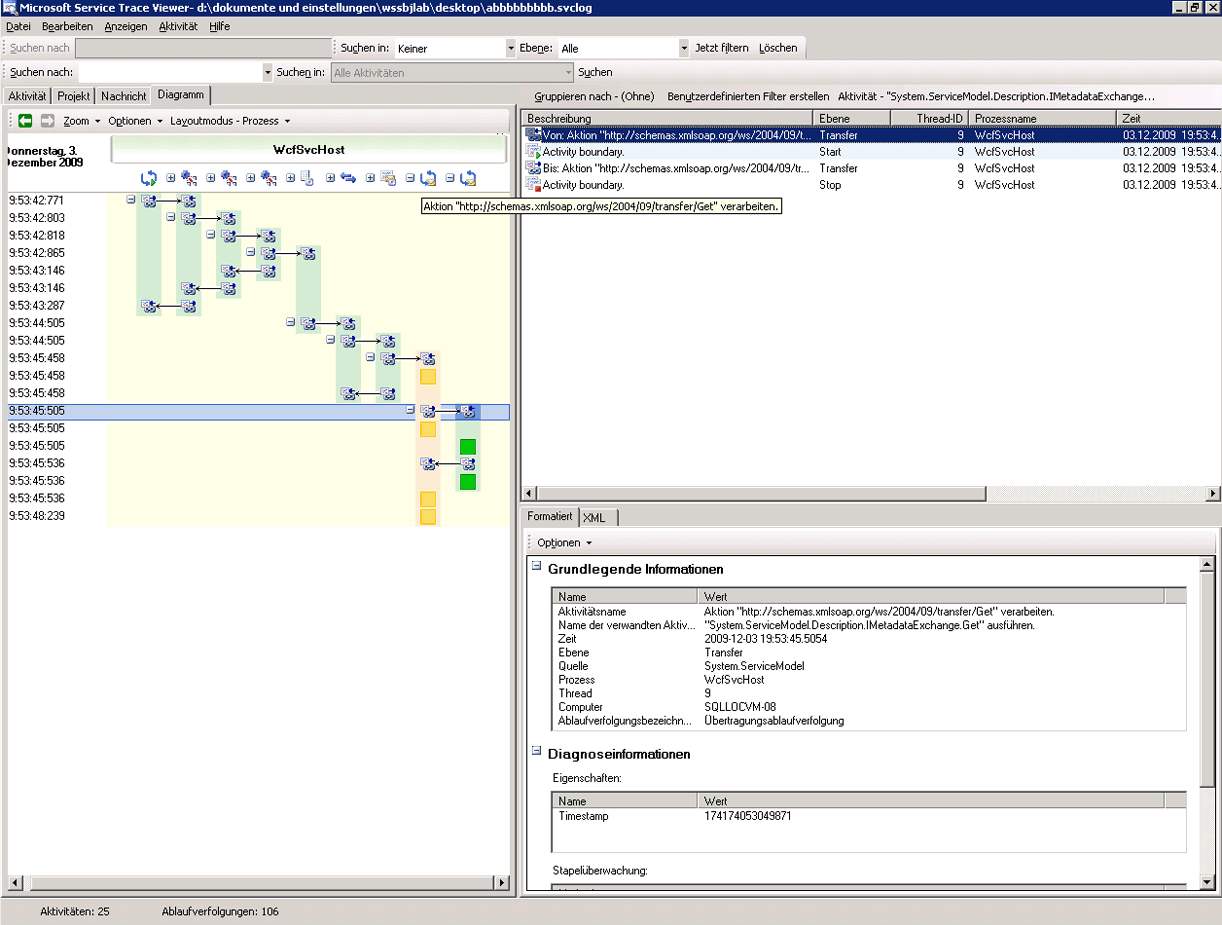 Microsoft Service Trace Viewer- d:\dokumente und einstellungen\wssbjlab\desktop\abbbbbbbbb.svclog
Datei Bearbeiten Anzeigen Aktivität Hilfe
Suchen nach Suchen in: Keiner Ebene: Alle Jetzt filtern Löschen
Suchen nach: Suchen in: Alle Aktivitäten Suchen
Aktivität Projekt Nachricht Diagramm
Zoom Optionen Layoutmodus - Prozess
Donnerstag, 3.
Dezember 2009
WcfSvcHost
9:53:42:771
9:53:42:803
9:53:42:818
9:53:42:865
9:53:43:146
9:53:43:146
9:53:43:287
9:53:44:505
9:53:44:505
9:53:45:458
9:53:45:458
9:53:45:458
9:53:45:505
9:53:45:505
9:53:45:505
9:53:45:536
9:53:45:536
9:53:45:536
9:53:48:239
Aktion "http://schemas.xmlsoap.org/ws/2004/09/transfer/Get" verarbeiten.
Gruppieren nach - (Ohne) Benutzerdefinierten Filter erstellen Aktivität - "System.ServiceModel.Description.IMetadataExchange...
Beschreibung Ebene Thread-ID Prozessname Zeit
Von: Aktion "http://schemas.xmlsoap.org/ws/2004/09/t... Transfer 9 WcfSvcHost 03.12.2009 19:53:4...
Activity boundary. Start 9 WcfSvcHost 03.12.2009 19:53:4...
Bis: Aktion "http://schemas.xmlsoap.org/ws/2004/09/tr... Transfer 9 WcfSvcHost 03.12.2009 19:53:4...
Activity boundary. Stop 9 WcfSvcHost 03.12.2009 19:53:4...
Formatiert XML
Optionen
Grundlegende Informationen
Name Wert
Aktivitätsname Aktion "http://schemas.xmlsoap.org/ws/2004/09/transfer/Get" verarbeiten.
Name der verwandten Aktiv... "System.ServiceModel.Description.IMetadataExchange.Get" ausführen.
Zeit 2009-12-03 19:53:45.5054
Ebene Transfer
Quelle System.ServiceModel
Prozess WcfSvcHost
Thread 9
Computer SQLLOCVM-08
Ablaufverfolgungsbezeichn... Übertragungsablaufverfolgung
Diagnoseinformationen
Eigenschaften:
Name Wert
Timestamp 174174053049871
Stapelüberwachung:
Aktivitäten: 25 Ablaufverfolgungen: 106